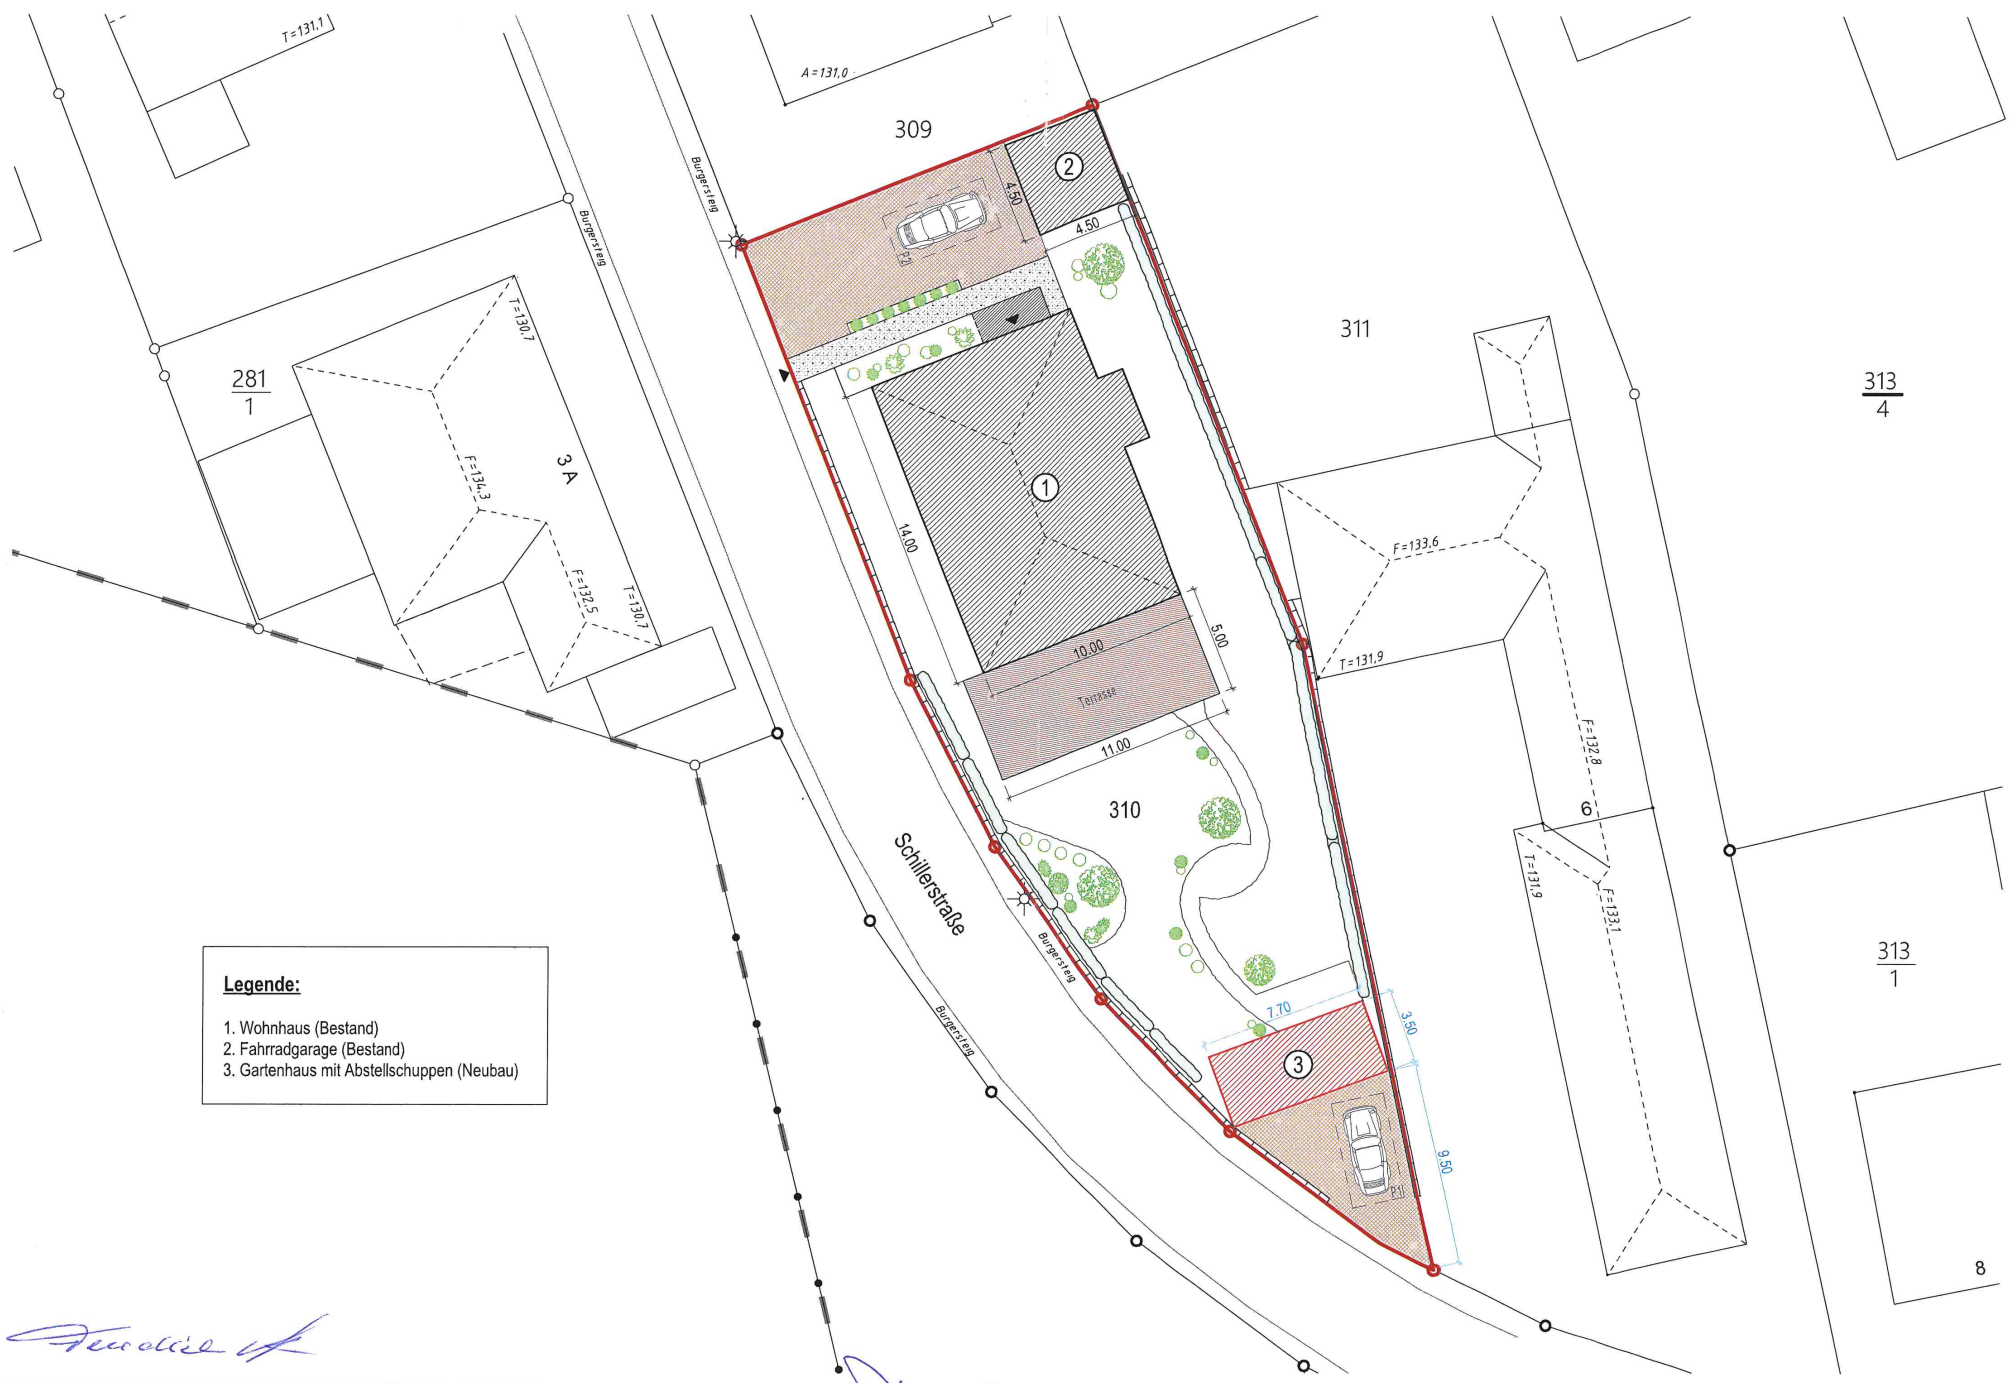 T=131,1
A=131,0
309
Burgersteig
2
4.50
P2
4.50
Burgersteig
T=130,7
311
281
1
313
4
3 A
F=134,3
1
14.00
F=133,6
F=132,5
T=130,7
10.00
5.00
T=131,9
Terrasse
11.00
F=132,8
310
6
Schillerstraße
T=131,9
F=133,1
Burgersteig
313
1
Legende:
1. Wohnhaus (Bestand)
2. Fahrradgarage (Bestand)
3. Gartenhaus mit Abstellschuppen (Neubau)
Burgersteig
7.70
3.50
3
9.50
P1
8